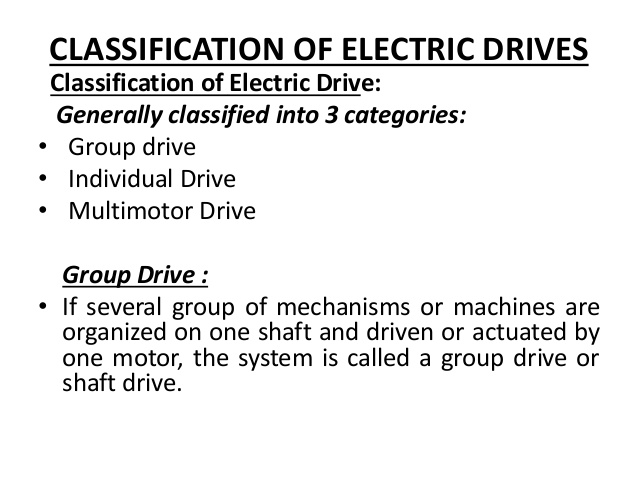 CLASSIFICATION OF ELECTRIC DRIVES
Classification of Electric Drive:
Generally classified into 3 categories:
• Group drive
• Individual Drive
• Multimotor Drive
Group Drive :
• If several group of mechanisms or machines are
organized on one shaft and driven or actuated by
one motor, the system is called a group drive or
shaft drive.